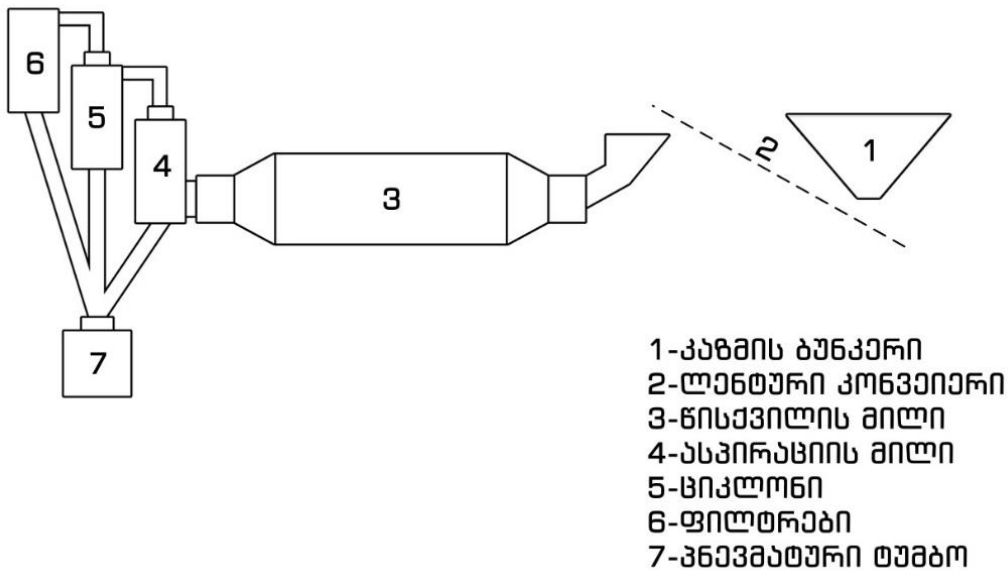 6
5
4
3
2
1
7
1-კაზმის ბუნკერი
2-ლენტური კონვეიერი
3-წისქვილის მილი
4-ასპირაციის მილი
5-ციკლონი
6-ფილტრები
7-პნევმატური ტუმბო